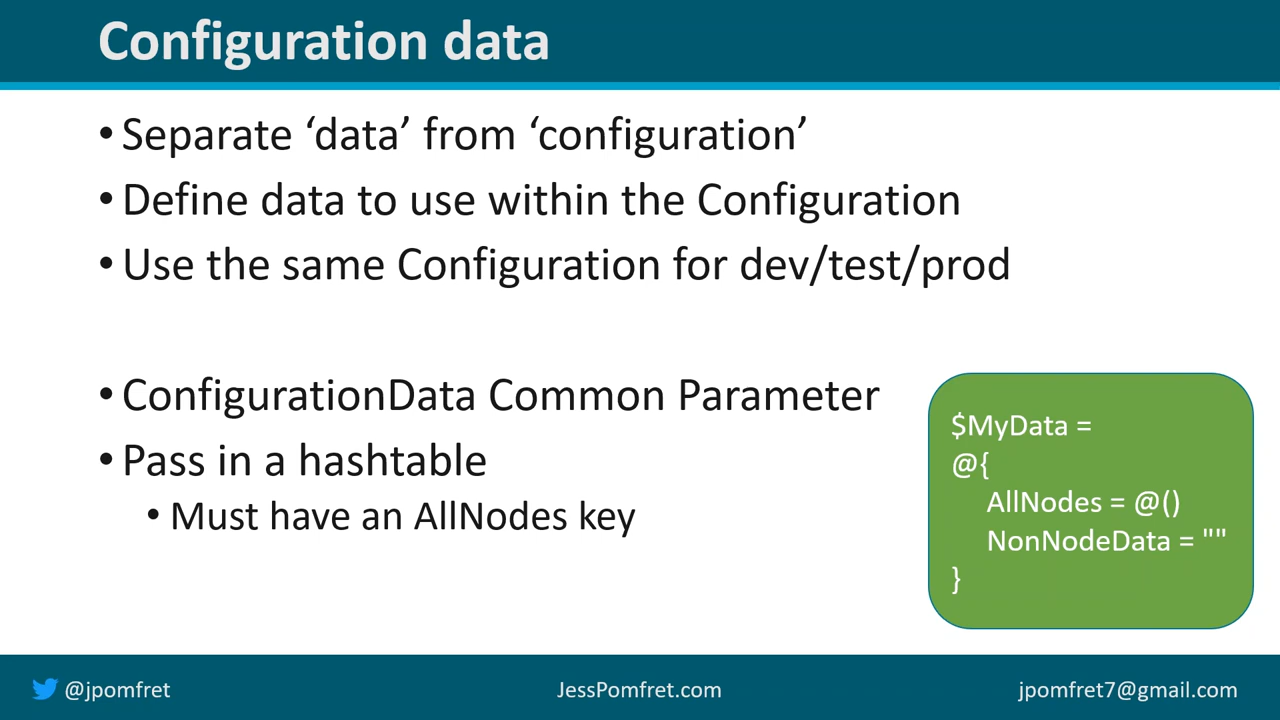 Configuration data
• Separate ‘data’ from ‘configuration’
• Define data to use within the Configuration
• Use the same Configuration for dev/test/prod
• ConfigurationData Common Parameter
• Pass in a hashtable
• Must have an AllNodes key
$MyData =
@{
AllNodes = @()
NonNodeData = ""
}
@jpomfret
JessPomfret.com
jpomfret7@gmail.com